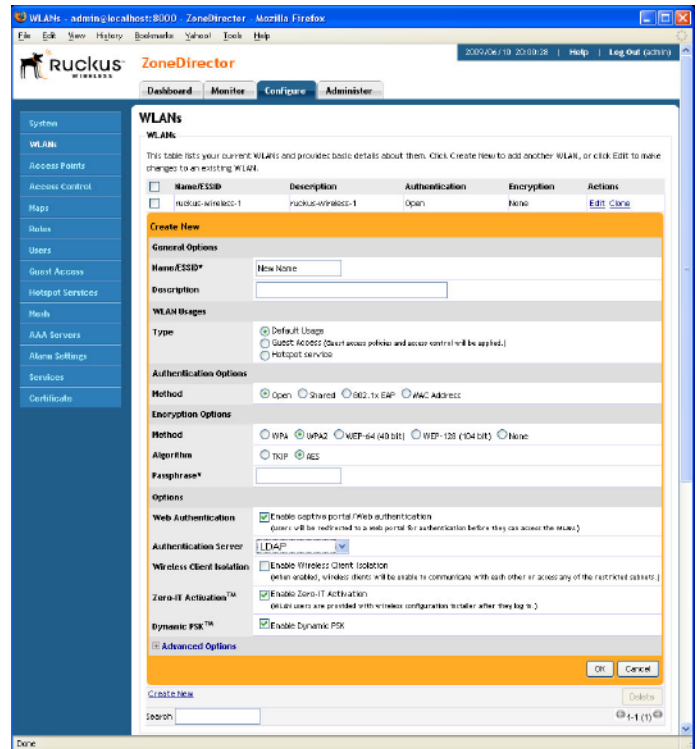 WLANs - admin@localhost:8000 - ZoneDirector - Mozilla Firefox
File Edit View History Bookmarks Yahoo! Tools Help
2009/06/10 20:00:28 | Help | Log Out (admin)
Ruckus WIRELESS
ZoneDirector
Dashboard Monitor Configure Administer
System
WLANs
Access Points
Access Control
Maps
Roles
Users
Guest Access
Hotspot Services
Mesh
AAA Servers
Alarm Settings
Services
Certificate
WLANs
WLANs
This table lists your current WLANs and provides basic details about them. Click Create New to add another WLAN, or click Edit to make
changes to an existing WLAN.
Name/ESSID Description Authentication Encryption Actions
ruckus-wireless-1 ruckus-wireless-1 Open None Edit Clone
Create New
General Options
Name/ESSID* New Name
Description
WLAN Usages
Type Default Usage
Guest Access (Guest access policies and access control will be applied.)
Hotspot service
Authentication Options
Method Open Shared 802.1x EAP MAC Address
Encryption Options
Method WPA WPA2 WEP-64 (40 bit) WEP-128 (104 bit) None
Algorithm TKIP AES
Passphrase*
Options
Web Authentication Enable captive portal/Web authentication
(Users will be redirected to a web portal for authentication before they can access the WLAN.)
Authentication Server LDAP
Wireless Client Isolation Enable Wireless Client Isolation
(When enabled, wireless clients will be unable to communicate with each other or access any of the restricted subnets.)
Zero-IT Activation™ Enable Zero-IT Activation
(WLAN users are provided with wireless configuration installer after they log in.)
Dynamic PSK™ Enable Dynamic PSK
Advanced Options
OK Cancel
Create New Delete
Search 1-1 (1)
Done